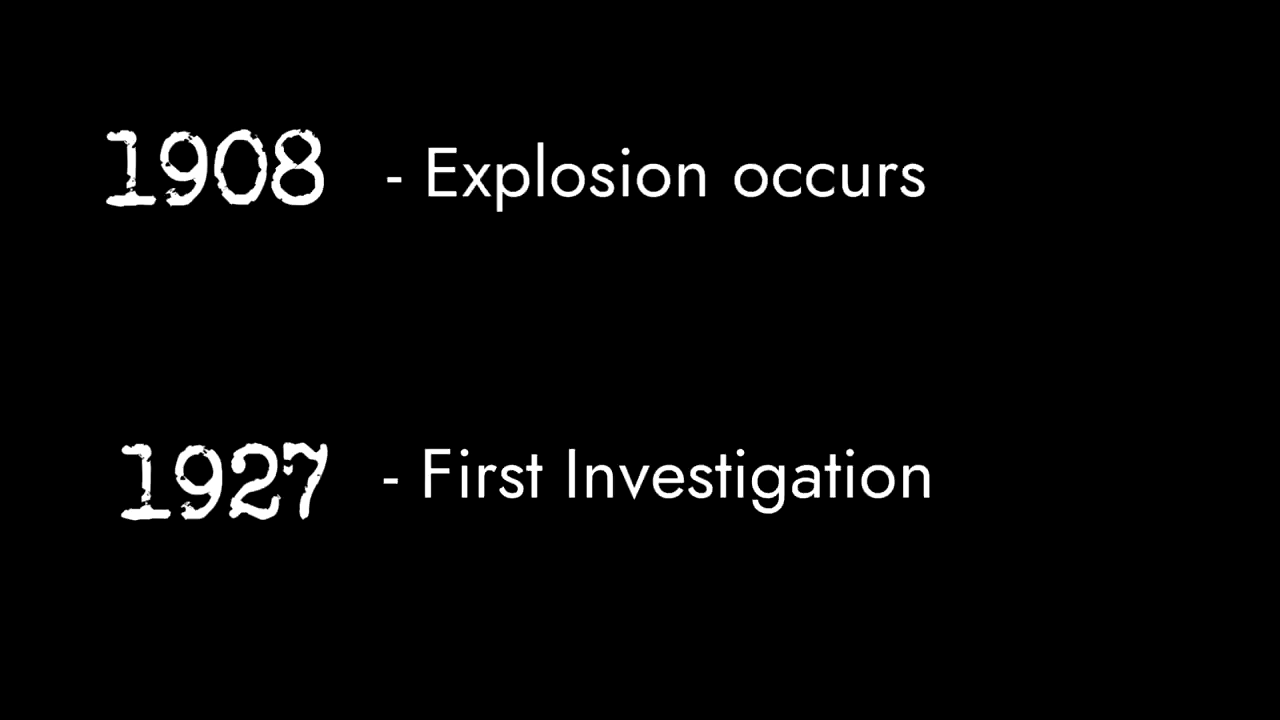 1908 - Explosion occurs
1927 - First Investigation